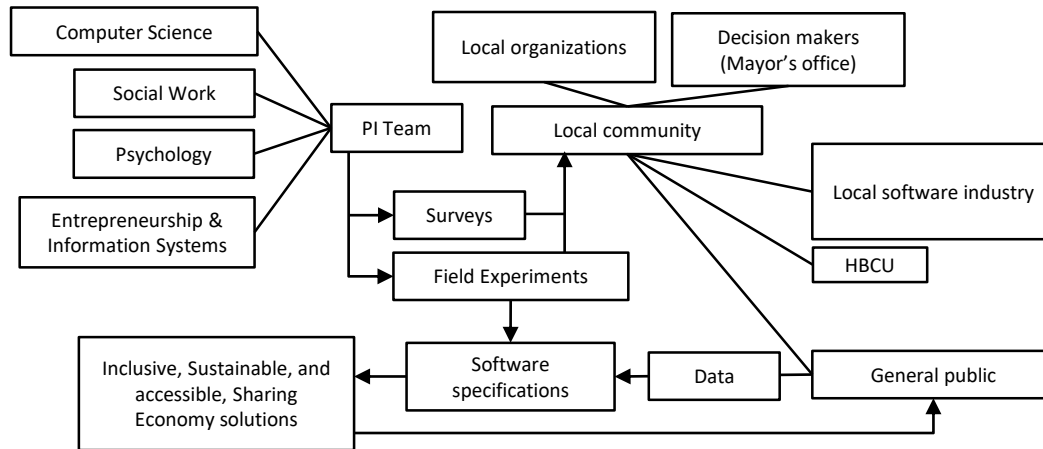 Computer Science
Social Work
Psychology
Entrepreneurship &
Information Systems
PI Team
Local organizations
Decision makers
(Mayor's office)
Local community
Local software industry
HBCU
Surveys
Field Experiments
Inclusive, Sustainable, and
accessible, Sharing
Economy solutions
Software
specifications
Data
General public